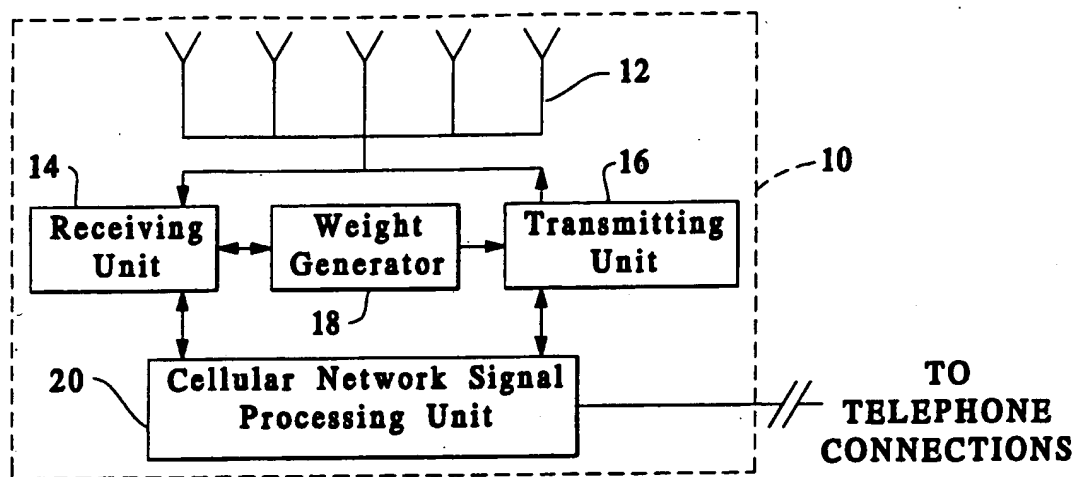 12
14
16
10
Receiving
Unit
Weight
Generator
Transmitting
Unit
18
20
Cellular Network Signal
Processing Unit
TO
TELEPHONE
CONNECTIONS